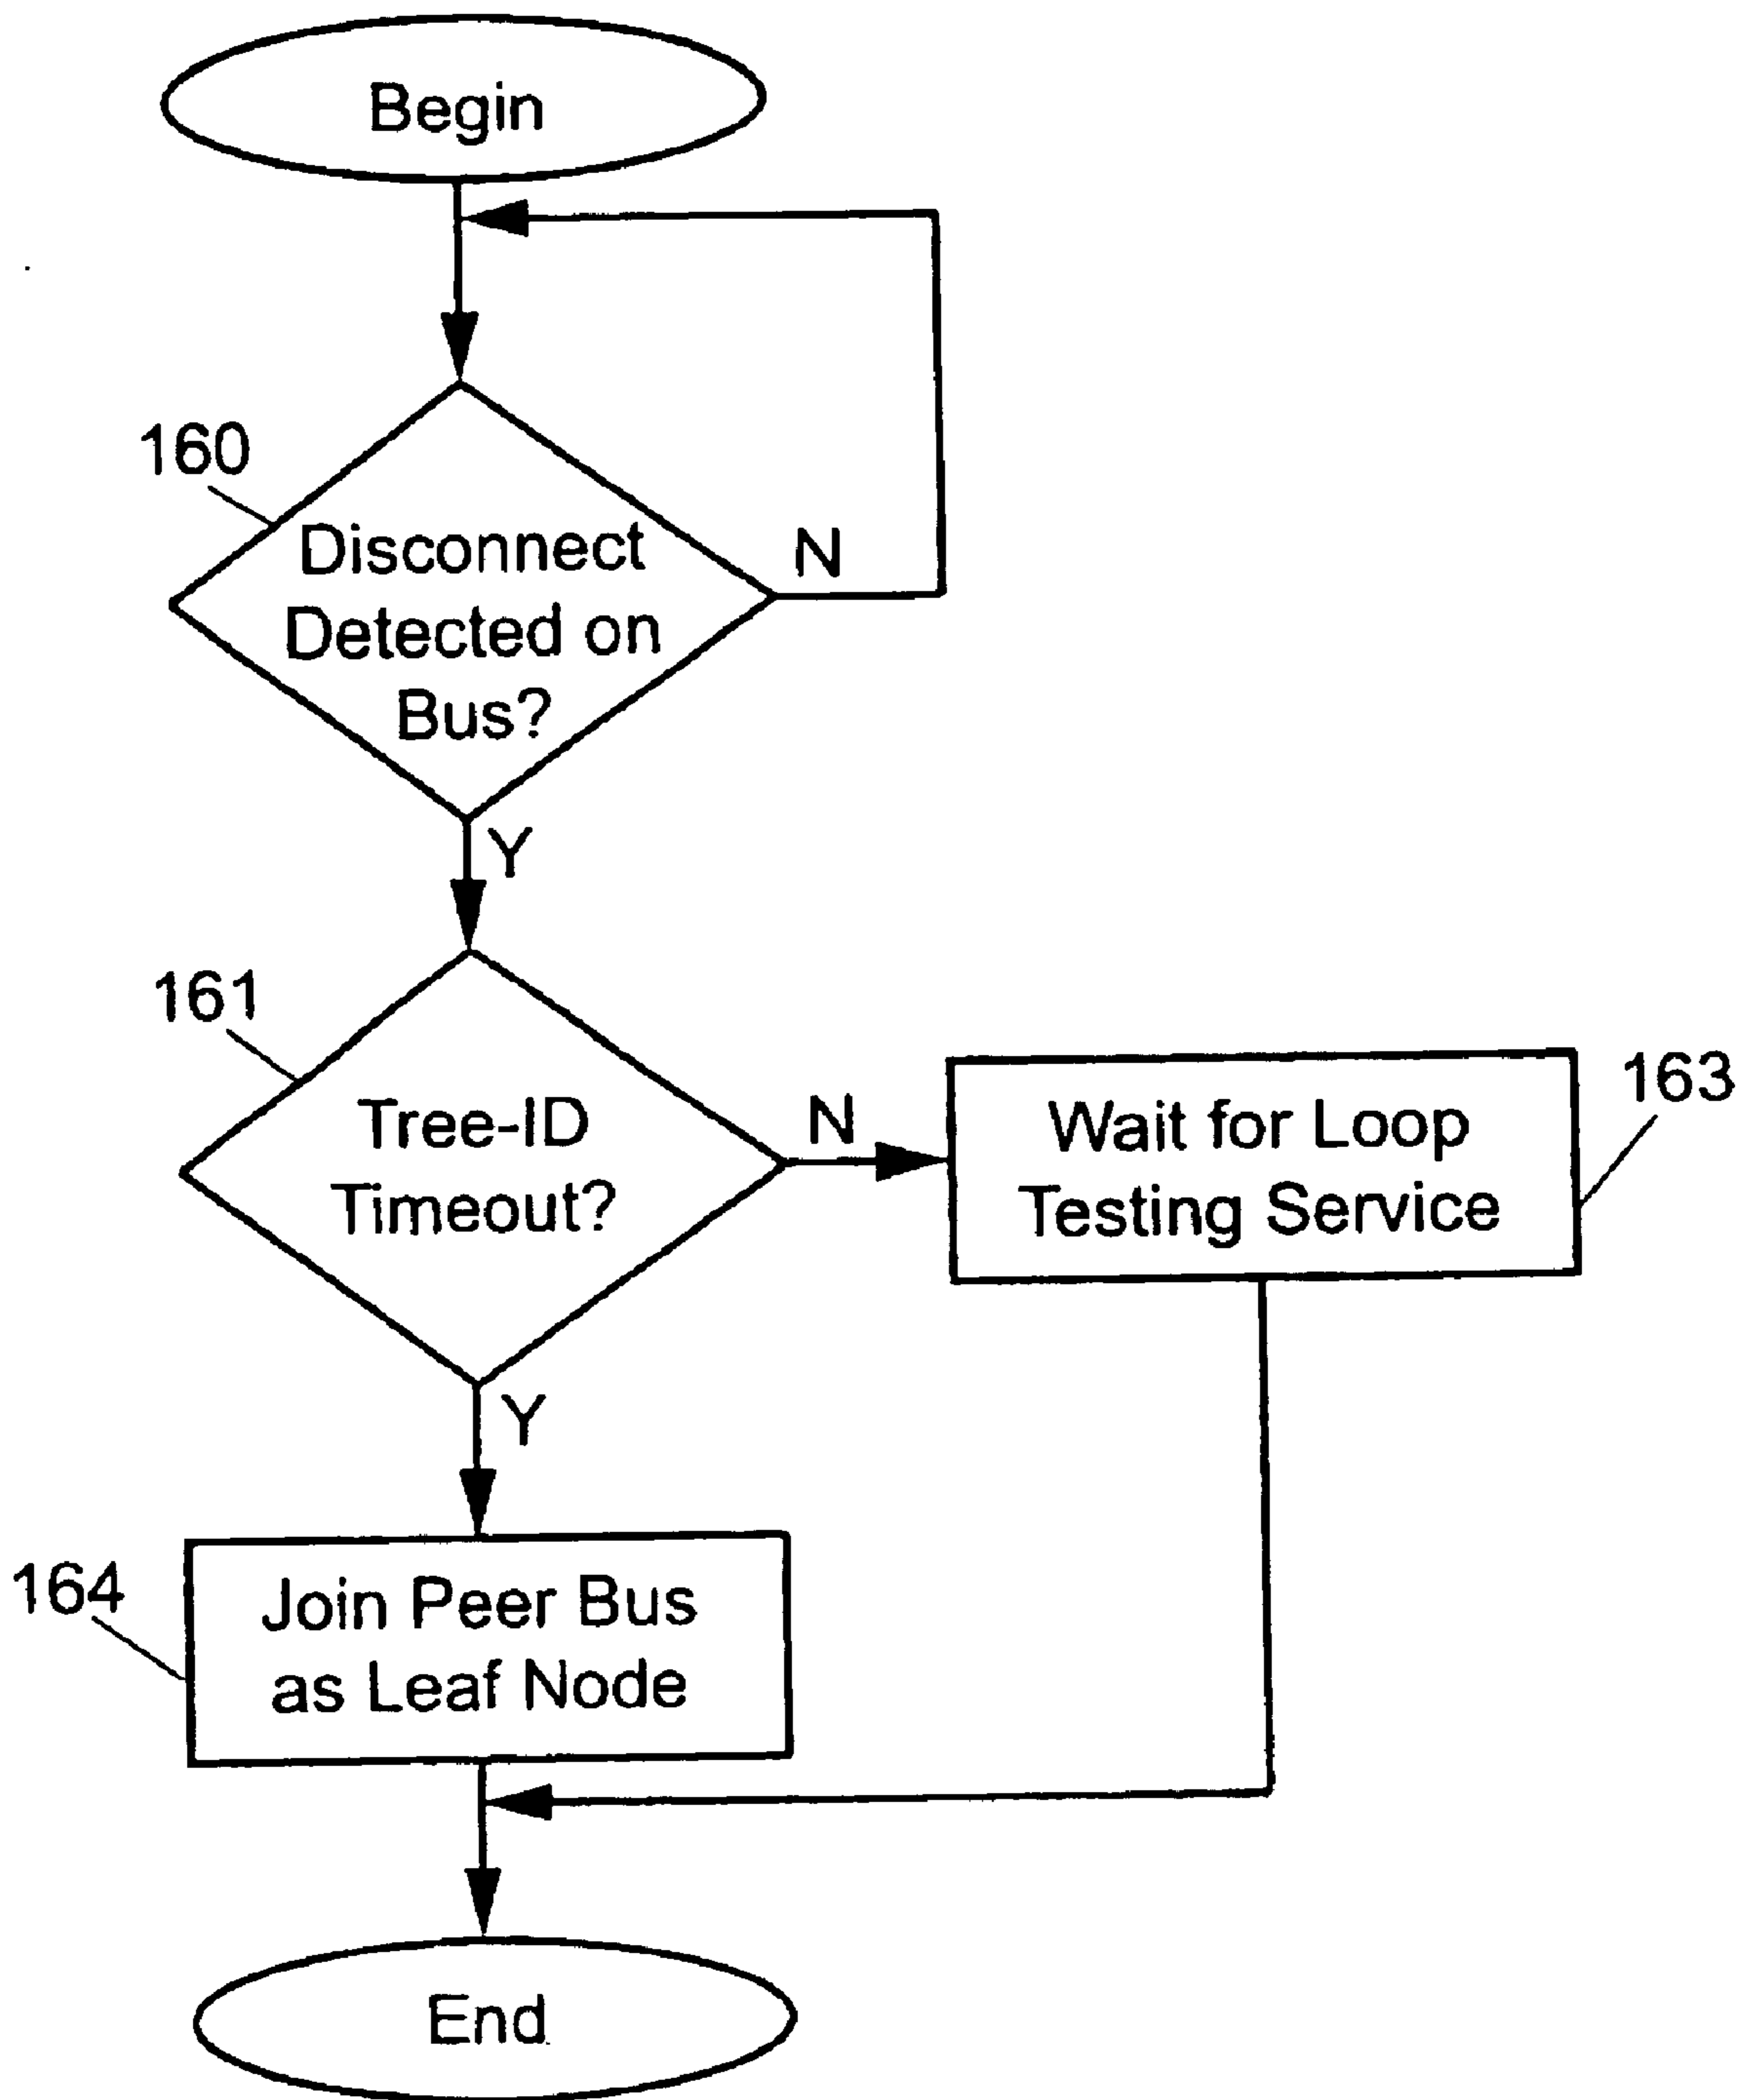 Begin
160
Disconnect
Detected on
Bus?
N
Y
161
Tree-ID
Timeout?
N
Wait for Loop
Testing Service
163
Y
164
Join Peer Bus
as Leaf Node
End